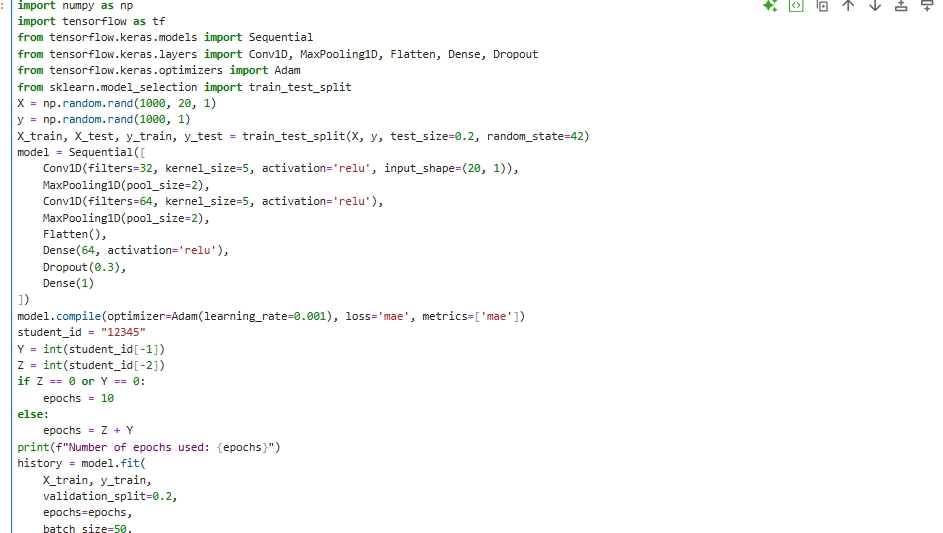 import numpy as np
import tensorflow as tf
from tensorflow.keras.models import Sequential
from tensorflow.keras.layers import Conv1D, MaxPooling1D, Flatten, Dense, Dropout
from tensorflow.keras.optimizers import Adam
from sklearn.model_selection import train_test_split
X = np.random.rand(1000, 20, 1)
y = np.random.rand(1000, 1)
X_train, X_test, y_train, y_test = train_test_split(X, y, test_size=0.2, random_state=42)
model = Sequential([
    Conv1D(filters=32, kernel_size=5, activation='relu', input_shape=(20, 1)),
    MaxPooling1D(pool_size=2),
    Conv1D(filters=64, kernel_size=5, activation='relu'),
    MaxPooling1D(pool_size=2),
    Flatten(),
    Dense(64, activation='relu'),
    Dropout(0.3),
    Dense(1)
])
model.compile(optimizer=Adam(learning_rate=0.001), loss='mae', metrics=['mae'])
student_id = "12345"
Y = int(student_id[-1])
Z = int(student_id[-2])
if Z == 0 or Y == 0:
    epochs = 10
else:
    epochs = Z + Y
print(f"Number of epochs used: {epochs}")
history = model.fit(
    X_train, y_train,
    validation_split=0.2,
    epochs=epochs,
    batch_size=50,